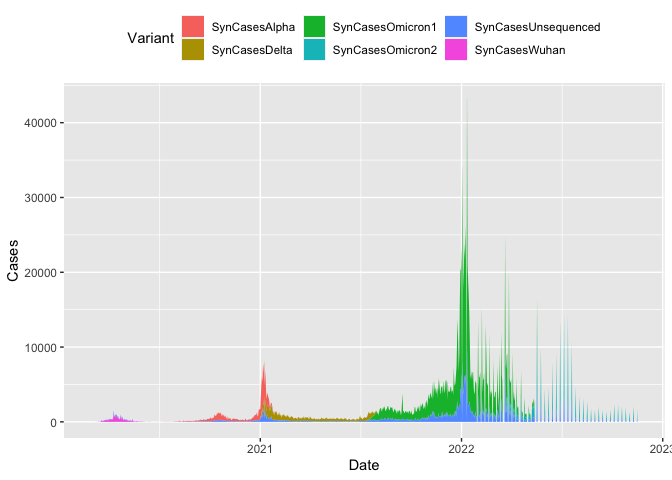 Variant
SynCasesAlpha SynCasesOmicron1 SynCasesUnsequenced
SynCasesDelta SynCasesOmicron2 SynCasesWuhan
40000
30000
20000
10000
0
Cases
2021 2022 2023
Date